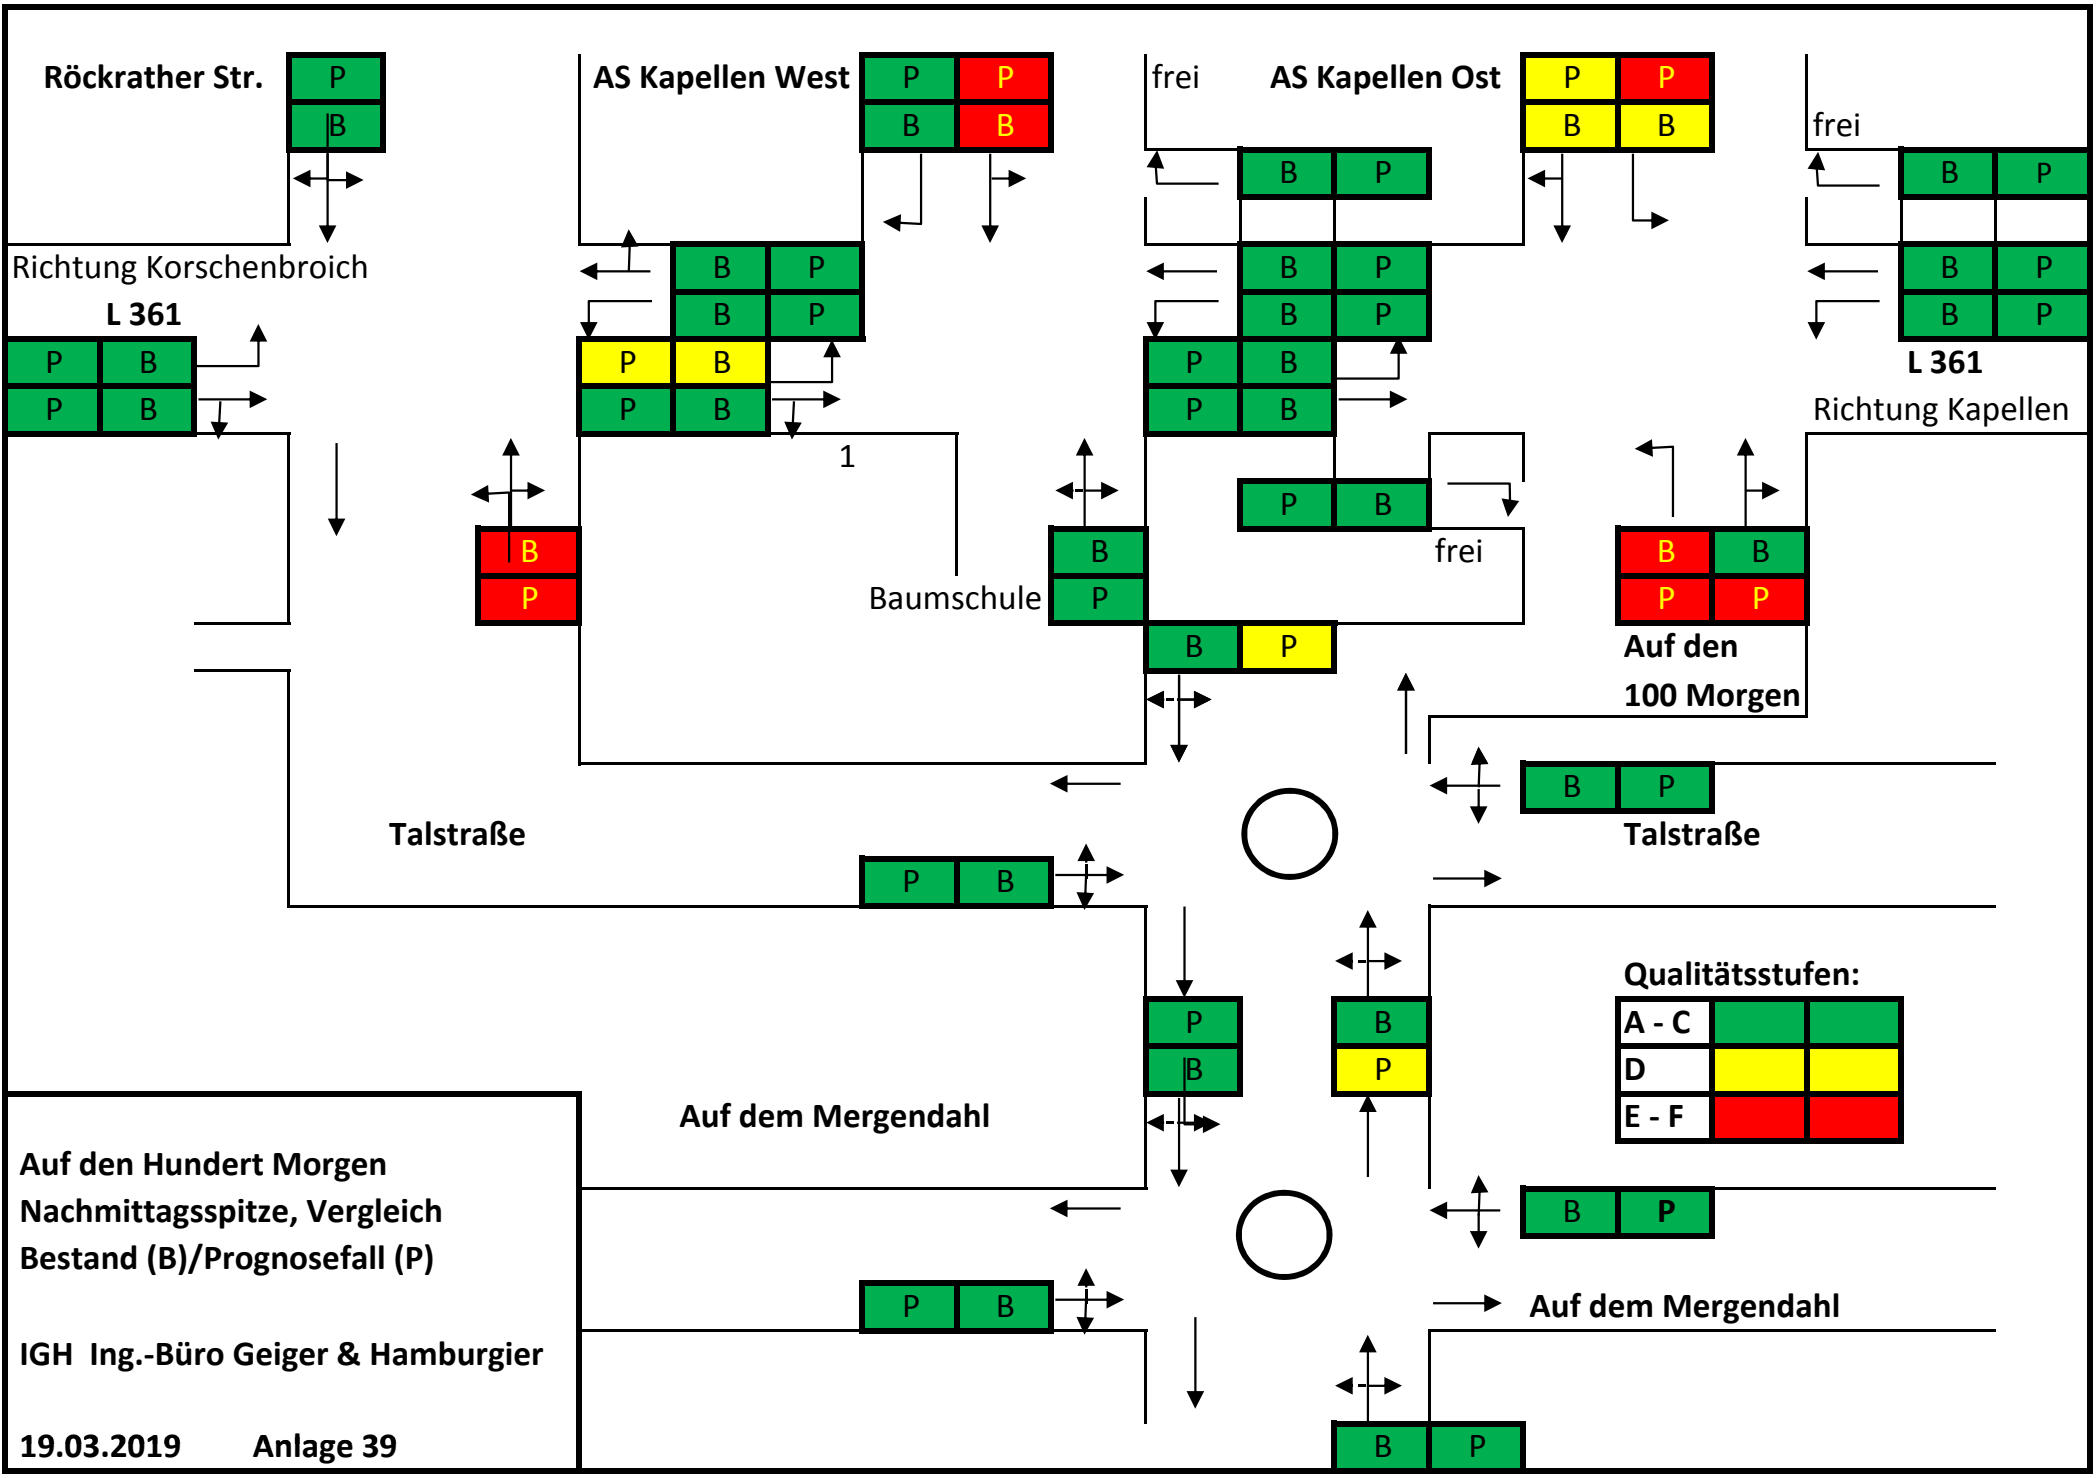 Röckrather Str.
P
B
AS Kapellen West
P P
B B
frei
AS Kapellen Ost
P P
B B
frei
B P
B P
Richtung Korschenbroich
L 361
B P
B P
B P
B P
B P
B P
P B
P B
P B
P B
P B
P B
L 361
Richtung Kapellen
1
P B
frei
B
P
Baumschule
B
P
B B
P P
Auf den
100 Morgen
B P
B P
Talstraße
Talstraße
P B
P
B
B
P
Qualitätsstufen:
A - C
D
E - F
Auf dem Mergendahl
B P
P B
Auf dem Mergendahl
B P
Auf den Hundert Morgen
Nachmittagsspitze, Vergleich
Bestand (B)/Prognosefall (P)
IGH Ing.-Büro Geiger & Hamburgier
19.03.2019 Anlage 39